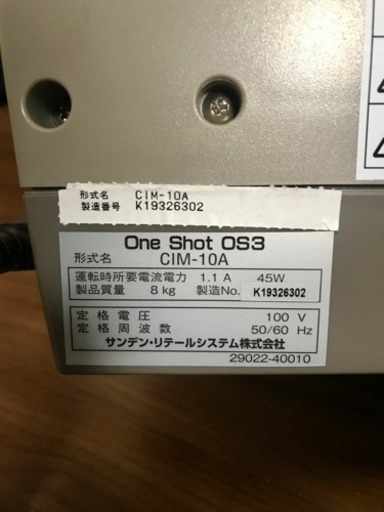 形式名 CIM-10A
製造番号 K19326302
One Shot OS3
形式名 CIM-10A
運転時所要電流電力 1.1 A 45W
製品質量 8 kg 製造No. K19326302
定格電圧 100 V
定格周波数 50/60 Hz
サンデン・リテールシステム株式会社
29022-40010